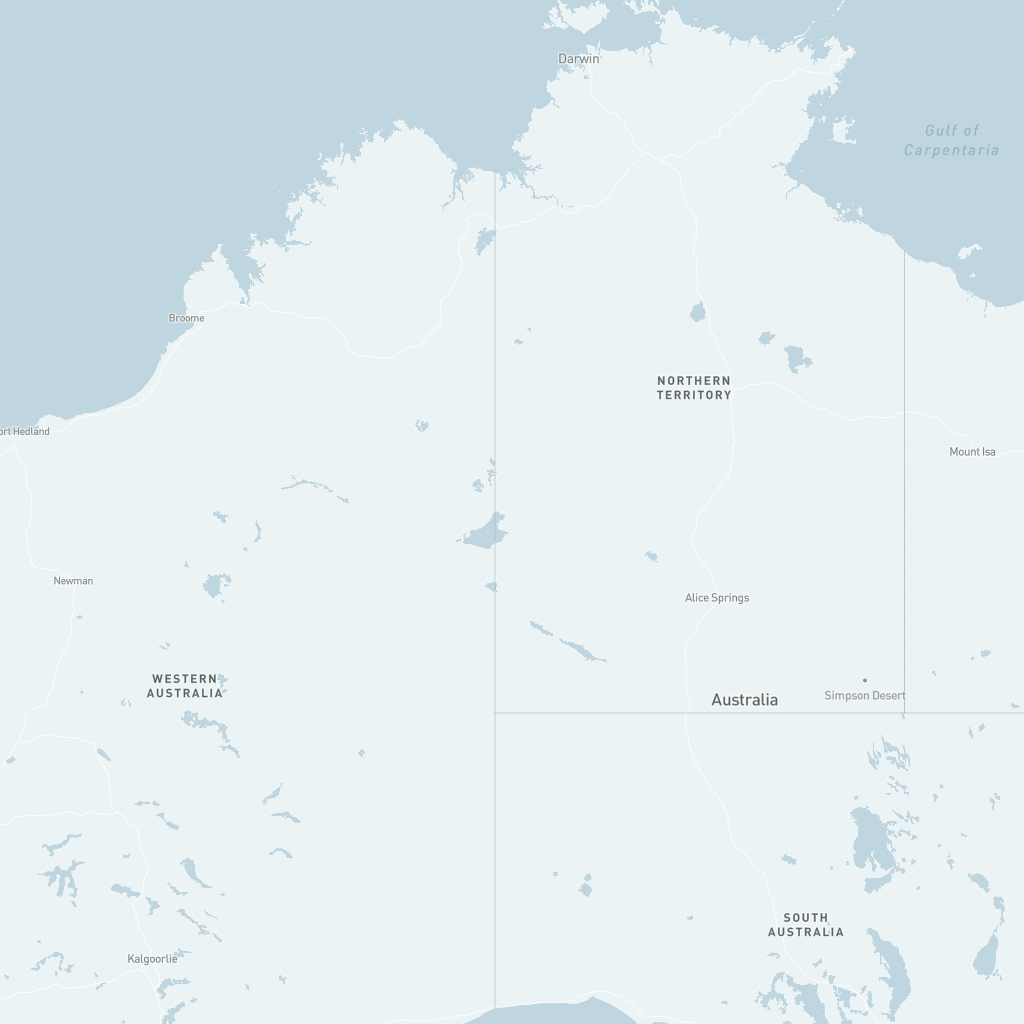 Darwin
Gulf of
Carpentaria
Broome
NORTHERN
TERRITORY
ort Hedland
Mount Isa
Newman
Alice Springs
WESTERN
AUSTRALIA
Simpson Desert
Australia
SOUTH
AUSTRALIA
Kalgoorlie